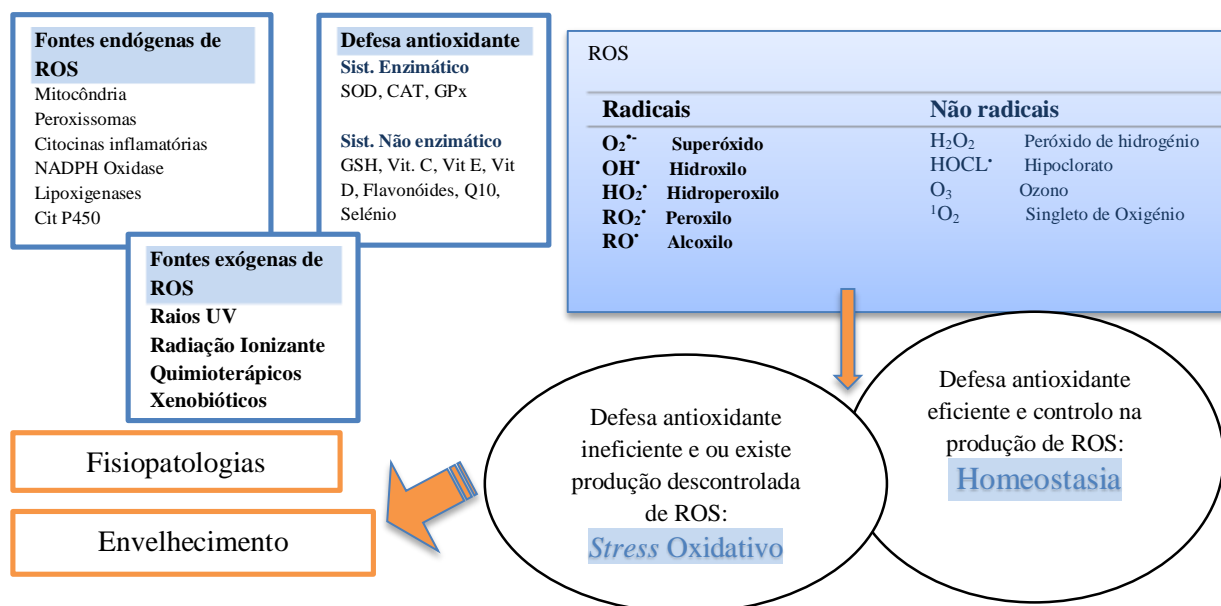 Fontes endógenas de
ROS
Mitocôndria
Peroxissomas
Citocinas inflamatórias
NADPH Oxidase
Lipoxigenases
Cit P450
Defesa antioxidante
Sist. Enzimático
SOD, CAT, GPx
Sist. Não enzimático
GSH, Vit. C, Vit E, Vit
D, Flavonóides, Q10,
Selénio
Fontes exógenas de
ROS
Raios UV
Radiação Ionizante
Quimioterápicos
Xenobióticos
ROS
Radicais Não radicais
O₂•- Superóxido H₂O₂ Peróxido de hidrogénio
OH• Hidroxilo HOCL• Hipoclorato
HO₂• Hidroperoxilo O₃ Ozono
RO₂• Peroxilo ¹O₂ Singleto de Oxigénio
RO• Alcoxilo
Defesa antioxidante
eficiente e controlo na
produção de ROS:
Homeostasia
Defesa antioxidante
ineficiente e ou existe
produção descontrolada
de ROS:
Stress Oxidativo
Fisiopatologias
Envelhecimento